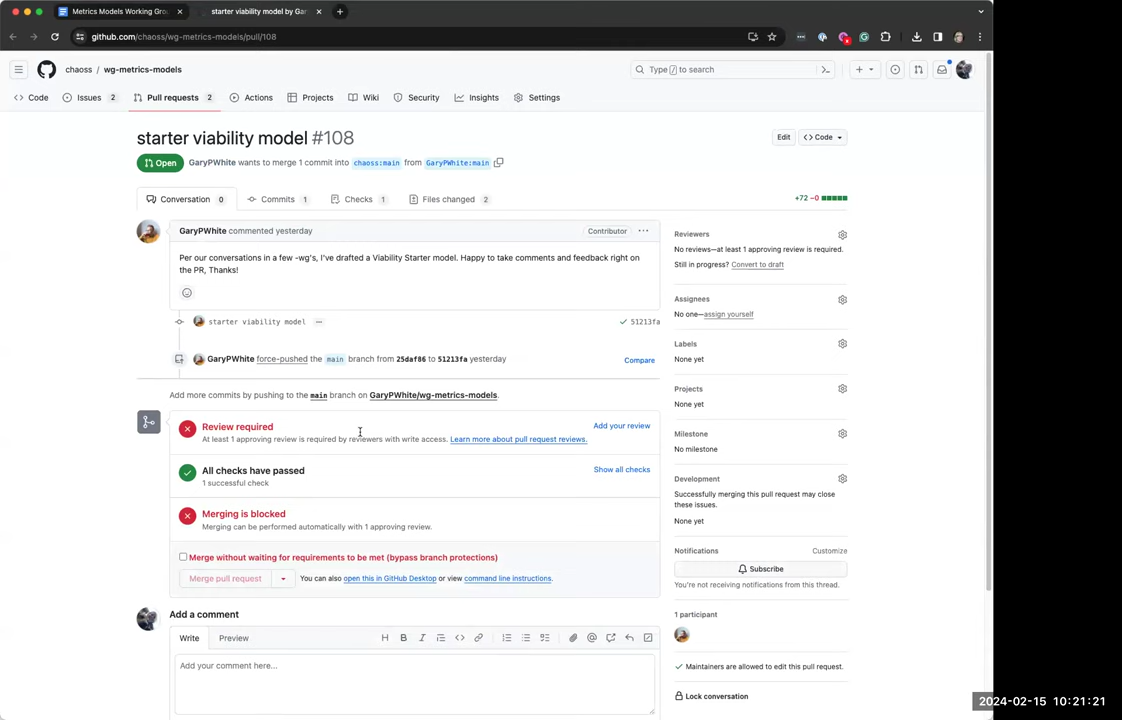 Metrics Models Working Gro
starter viability model by Gar
github.com/chaoss/wg-metrics-models/pull/108
chaoss / wg-metrics-models
Type / to search
Code
Issues 2
Pull requests 2
Actions
Projects
Wiki
Security
Insights
Settings
starter viability model #108
Edit
<> Code
Open
GaryPWhite wants to merge 1 commit into chaoss:main from GaryPWhite:main
Conversation 0
Commits 1
Checks 1
Files changed 2
+72 −0
GaryPWhite commented yesterday
Contributor
Per our conversations in a few -wg's, I've drafted a Viability Starter model. Happy to take comments and feedback right on
the PR, Thanks!
starter viability model
51213fa
GaryPWhite force-pushed the main branch from 25daf86 to 51213fa yesterday
Compare
Add more commits by pushing to the main branch on GaryPWhite/wg-metrics-models.
Review required
At least 1 approving review is required by reviewers with write access. Learn more about pull request reviews.
Add your review
All checks have passed
1 successful check
Show all checks
Merging is blocked
Merging can be performed automatically with 1 approving review.
Merge without waiting for requirements to be met (bypass branch protections)
Merge pull request
You can also open this in GitHub Desktop or view command line instructions.
Add a comment
Write
Preview
Add your comment here...
Reviewers
No reviews—at least 1 approving review is required.
Still in progress? Convert to draft
Assignees
No one—assign yourself
Labels
None yet
Projects
None yet
Milestone
No milestone
Development
Successfully merging this pull request may close
these issues.
None yet
Notifications
Customize
Subscribe
You're not receiving notifications from this thread.
1 participant
Maintainers are allowed to edit this pull request.
Lock conversation
2024-02-15 10:21:21